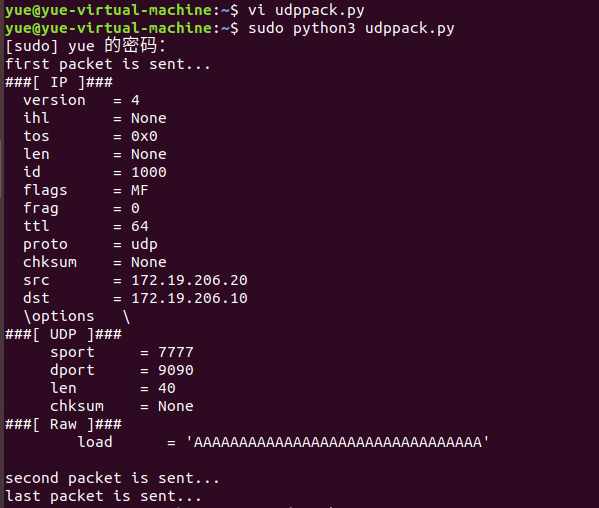 yue@yue-virtual-machine:~$ vi udppack.py
yue@yue-virtual-machine:~$ sudo python3 udppack.py
[sudo] yue 的密码：
first packet is sent...
###[ IP ]###
  version   = 4
  ihl       = None
  tos       = 0x0
  len       = None
  id        = 1000
  flags     = MF
  frag      = 0
  ttl       = 64
  proto     = udp
  chksum    = None
  src       = 172.19.206.20
  dst       = 172.19.206.10
  \options   \
###[ UDP ]###
     sport     = 7777
     dport     = 9090
     len       = 40
     chksum    = None
###[ Raw ]###
        load      = 'AAAAAAAAAAAAAAAAAAAAAAAAAAAAAAAA'

second packet is sent...
last packet is sent...